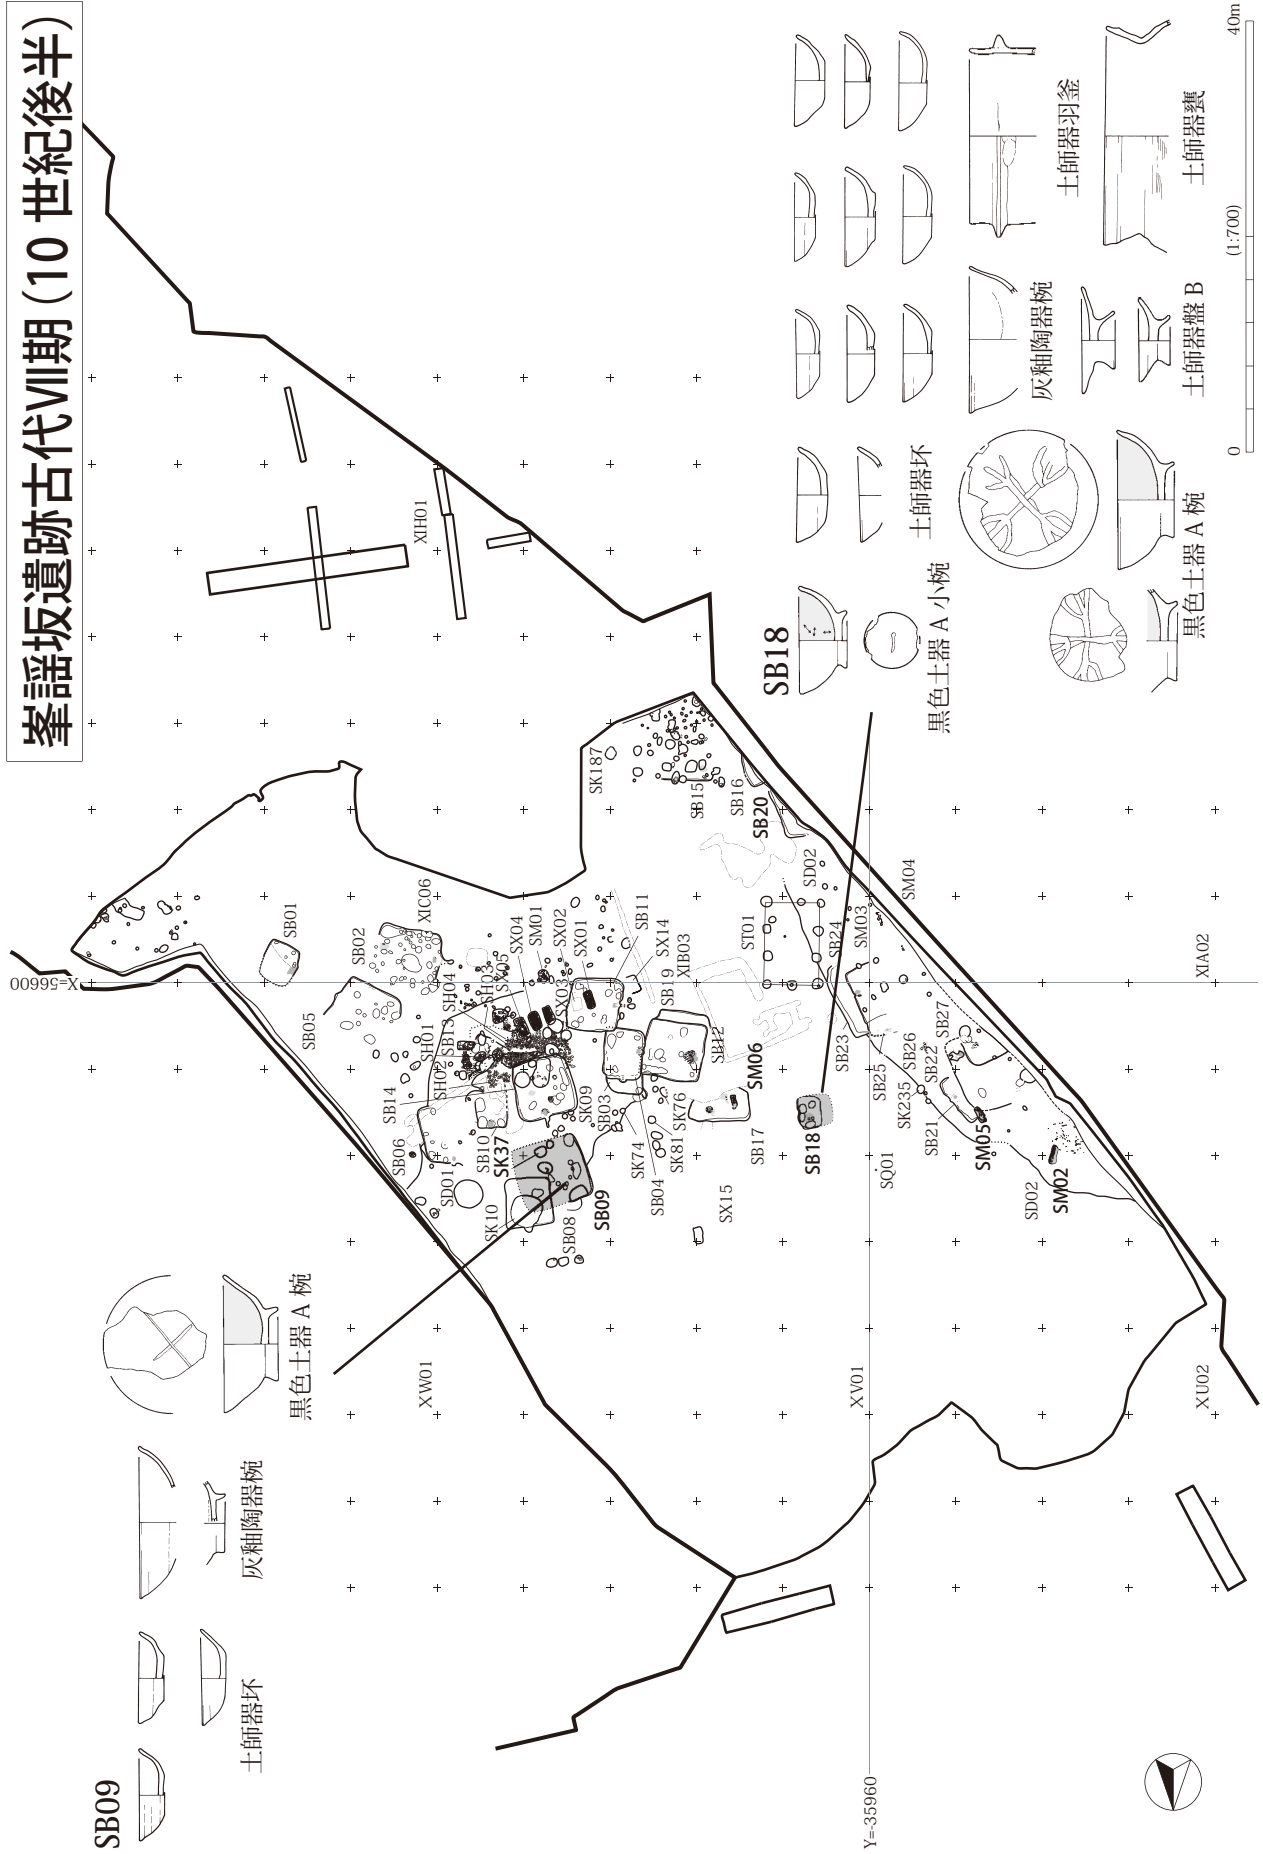 峯謡坂遺跡古代Ⅶ期（10 世紀後半）
SB09
土師器坏
灰釉陶器椀
黒色土器 A 椀
SB18
黒色土器 A 小椀
土師器坏
黒色土器 A 椀
灰釉陶器椀
土師器盤 B
土師器羽釜
土師器甕
0
(1:700)
40m
X=56600
Y=-35960
XIH01
XIC06
XIB03
XIA02
XW01
XV01
XU02
SB01
SB02
SB05
SB14
SB06
SD01
SH01
SH02
SB13
SH04
SH03
SX05
SX04
SM01
SX02
SX01
SX03
SB11
SX14
SB19
SB12
SB10
SK37
SK10
SB08
SB09
SK09
SB03
SK74
SB04
SK81
SK76
SM06
SB17
SX15
SB18
SK187
SB15
SB16
SB20
SD02
ST01
SB24
SM03
SM04
SB23
SB25
SB26
SB22
SB27
SK235
SB21
SM05
SQ01
SD02
SM02